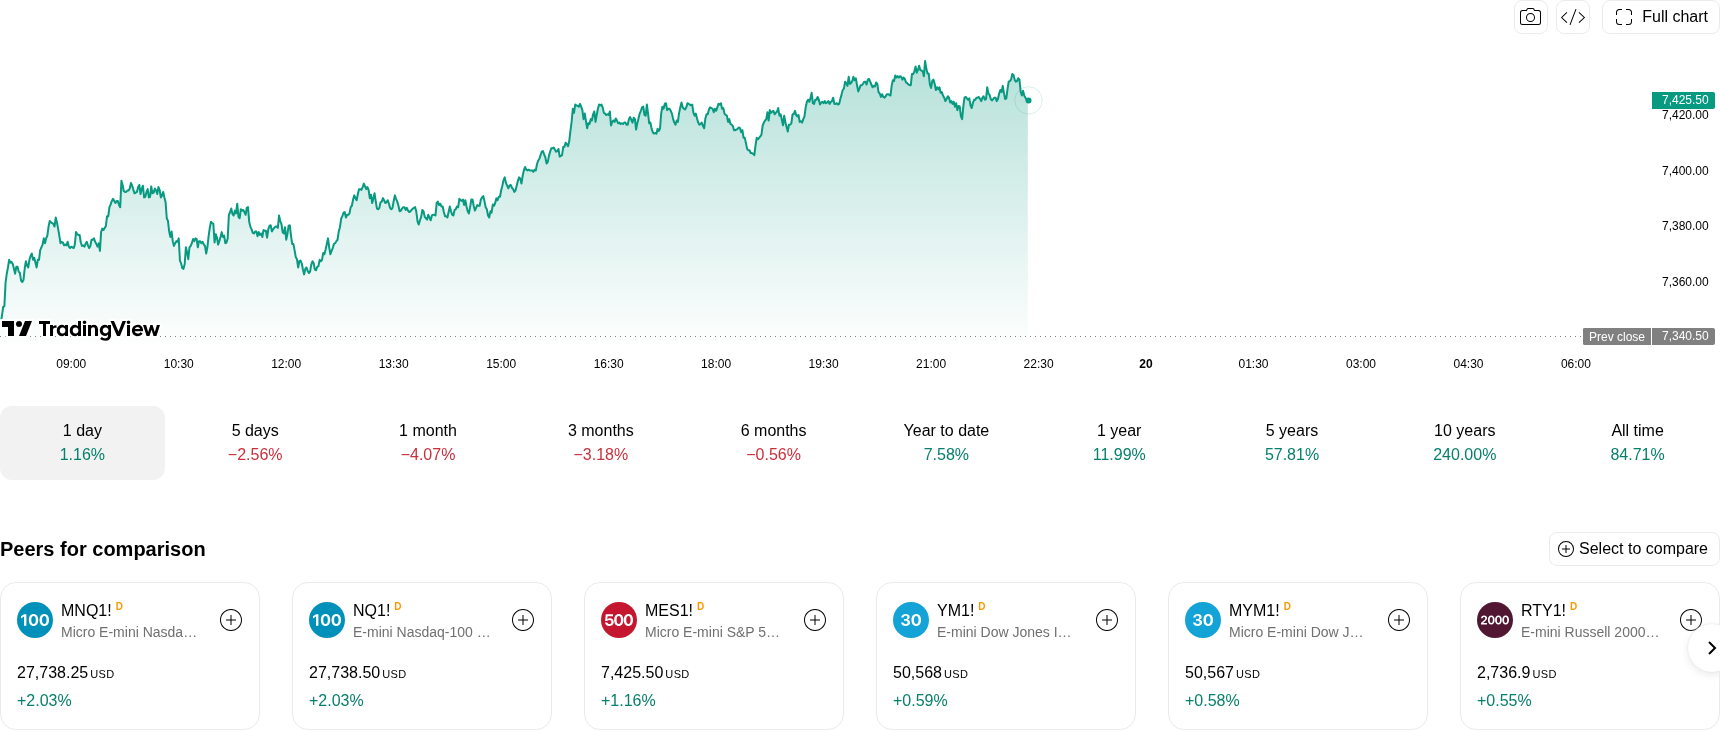 Full chart
7,425.50
7,420.00
7,400.00
7,380.00
7,360.00
TradingView
Prev close 7,340.50
09:00 10:30 12:00 13:30 15:00 16:30 18:00 19:30 21:00 22:30 20 01:30 03:00 04:30 06:00
1 day 5 days 1 month 3 months 6 months Year to date 1 year 5 years 10 years All time
1.16% −2.56% −4.07% −3.18% −0.56% 7.58% 11.99% 57.81% 240.00% 84.71%
Peers for comparison
Select to compare
100 MNQ1! D
Micro E-mini Nasda…
27,738.25 USD
+2.03%
100 NQ1! D
E-mini Nasdaq-100 …
27,738.50 USD
+2.03%
500 MES1! D
Micro E-mini S&P 5…
7,425.50 USD
+1.16%
30 YM1! D
E-mini Dow Jones I…
50,568 USD
+0.59%
30 MYM1! D
Micro E-mini Dow J…
50,567 USD
+0.58%
2000 RTY1! D
E-mini Russell 2000…
2,736.9 USD
+0.55%